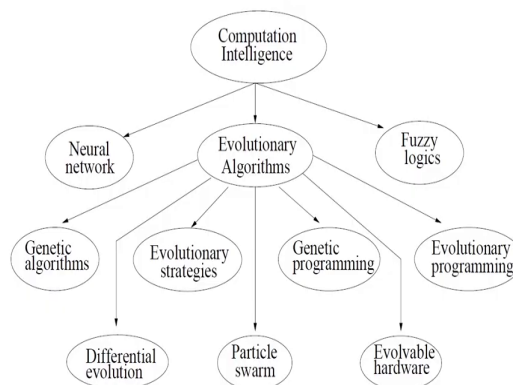 Computation
Intelligence
Neural
network
Evolutionary
Algorithms
Fuzzy
logics
Genetic
algorithms
Evolutionary
strategies
Genetic
programming
Evolutionary
programming
Differential
evolution
Particle
swarm
Evolvable
hardware